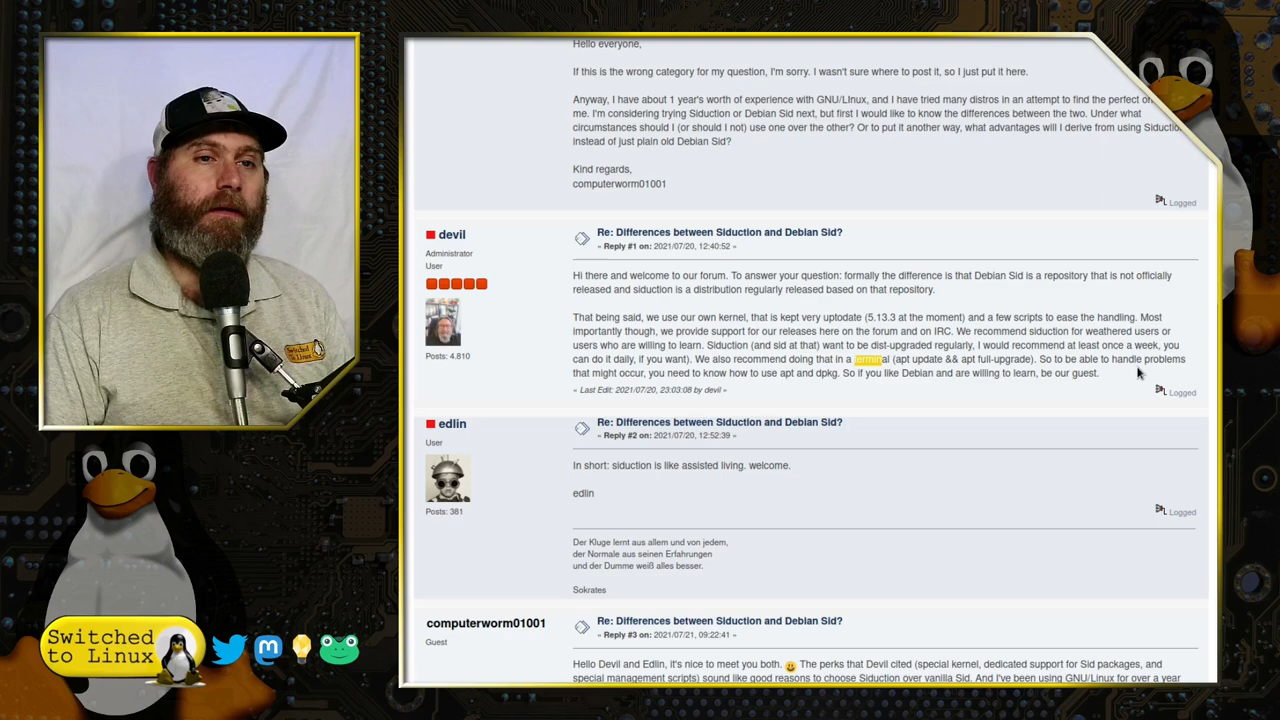 Hello everyone,
If this is the wrong category for my question, I'm sorry. I wasn't sure where to post it, so I just put it here.
Anyway, I have about 1 year's worth of experience with GNU/LInux, and I have tried many distros in an attempt to find the perfect
me. I'm considering trying Siduction or Debian Sid next, but first I would like to know the differences between the two. Under what
circumstances should I (or should I not) use one over the other? Or to put it another way, what advantages will I derive from using
instead of just plain old Debian Sid?
Kind regards,
computerworm01001
Logged
devil
Administrator
User
Posts: 4.810
Re: Differences between Siduction and Debian Sid?
« Reply #1 on: 2021/07/20, 12:40:52 »
Hi there and welcome to our forum. To answer your question: formally the difference is that Debian Sid is a repository that is not officially
released and siduction is a distribution regularly released based on that repository.
That being said, we use our own kernel, that is kept very uptodate (5.13.3 at the moment) and a few scripts to ease the handling. Most
importantly though, we provide support for our releases here on the forum and on IRC. We recommend siduction for weathered users or
users who are willing to learn. Siduction (and sid at that) want to be dist-upgraded regularly, I would recommend at least once a week, you
can do it daily, if you want). We also recommend doing that in a terminal (apt update && apt full-upgrade). So to be able to handle problems
that might occur, you need to know how to use apt and dpkg. So if you like Debian and are willing to learn, be our guest.
« Last Edit: 2021/07/20, 23:03:08 by devil »
Logged
edlin
User
Posts: 381
Re: Differences between Siduction and Debian Sid?
« Reply #2 on: 2021/07/20, 12:52:39 »
In short: siduction is like assisted living. welcome.
edlin
Logged
Der Kluge lernt aus allem und von jedem,
der Normale aus seinen Erfahrungen
und der Dumme weiß alles besser.
Sokrates
computerworm01001
Guest
Re: Differences between Siduction and Debian Sid?
« Reply #3 on: 2021/07/21, 09:22:41 »
Hello Devil and Edlin, it's nice to meet you both. The perks that Devil cited (special kernel, dedicated support for Sid packages, and
special management scripts) sound like good reasons to choose Siduction over vanilla Sid. And I've been using GNU/Linux for over a year
Switched
to Linux
Switched
to Linux